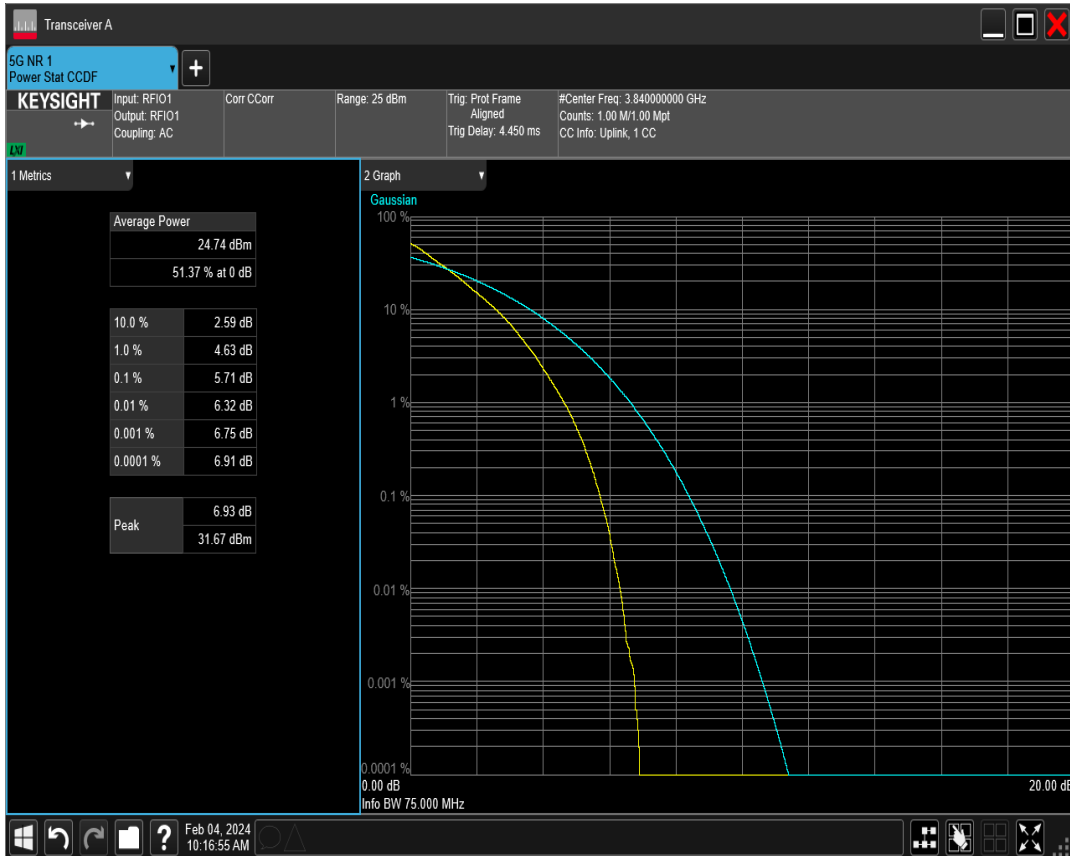 Transceiver A
5G NR 1
Power Stat CCDF
KEYSIGHT
LXI
Input: RFIO1
Output: RFIO1
Coupling: AC
Corr CCorr
Range: 25 dBm
Trig: Prot Frame
Aligned
Trig Delay: 4.450 ms
#Center Freq: 3.840000000 GHz
Counts: 1.00 M/1.00 Mpt
CC Info: Uplink, 1 CC
1 Metrics
Average Power
24.74 dBm
51.37 % at 0 dB
10.0 % 2.59 dB
1.0 % 4.63 dB
0.1 % 5.71 dB
0.01 % 6.32 dB
0.001 % 6.75 dB
0.0001 % 6.91 dB
Peak
6.93 dB
31.67 dBm
2 Graph
Gaussian
100 %
10 %
1 %
0.1 %
0.01 %
0.001 %
0.0001 %
0.00 dB 20.00 dB
Info BW 75.000 MHz
? Feb 04, 2024
10:16:55 AM